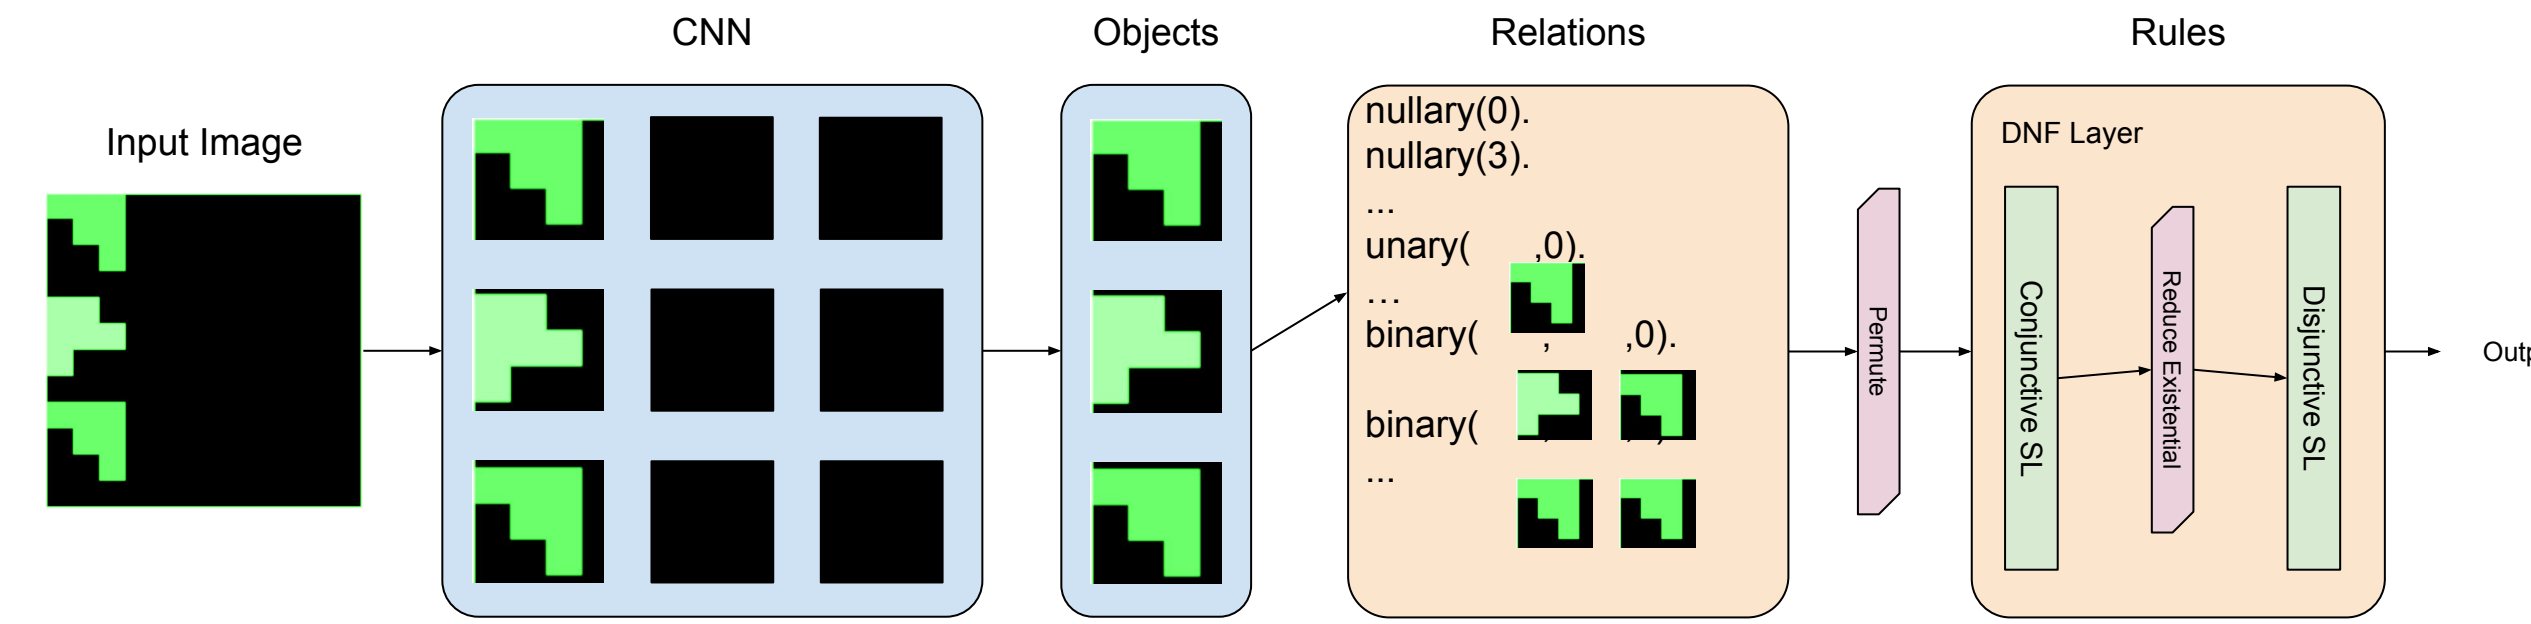 CNN
Objects
Relations
Rules
Input Image
nullary(0).
nullary(3).
...
unary( ,0).
...
binary( , ,0).
binary(
...
Permute
DNF Layer
Conjunctive SL
Reduce Existential
Disjunctive SL